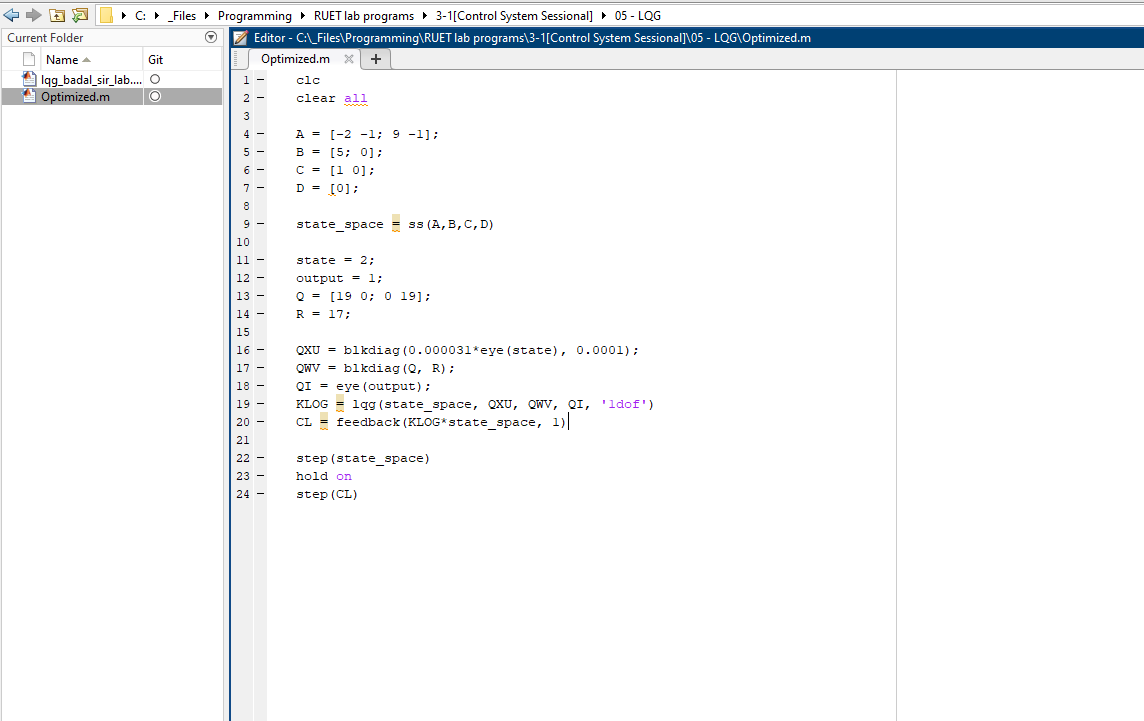 C: _Files Programming RUET lab programs 3-1[Control System Sessional] 05 - LQG
Current Folder
Editor - C:\_Files\Programming\RUET lab programs\3-1[Control System Sessional]\05 - LQG\Optimized.m
Name Git
Optimized.m +
lqg_badal_sir_lab....
Optimized.m
1 clc
2 clear all
3
4 A = [-2 -1; 9 -1];
5 B = [5; 0];
6 C = [1 0];
7 D = [0];
8
9 state_space = ss(A,B,C,D)
10
11 state = 2;
12 output = 1;
13 Q = [19 0; 0 19];
14 R = 17;
15
16 QXU = blkdiag(0.000031*eye(state), 0.0001);
17 QWV = blkdiag(Q, R);
18 QI = eye(output);
19 KLOG = lqg(state_space, QXU, QWV, QI, '1dof')
20 CL = feedback(KLOG*state_space, 1)
21
22 step(state_space)
23 hold on
24 step(CL)